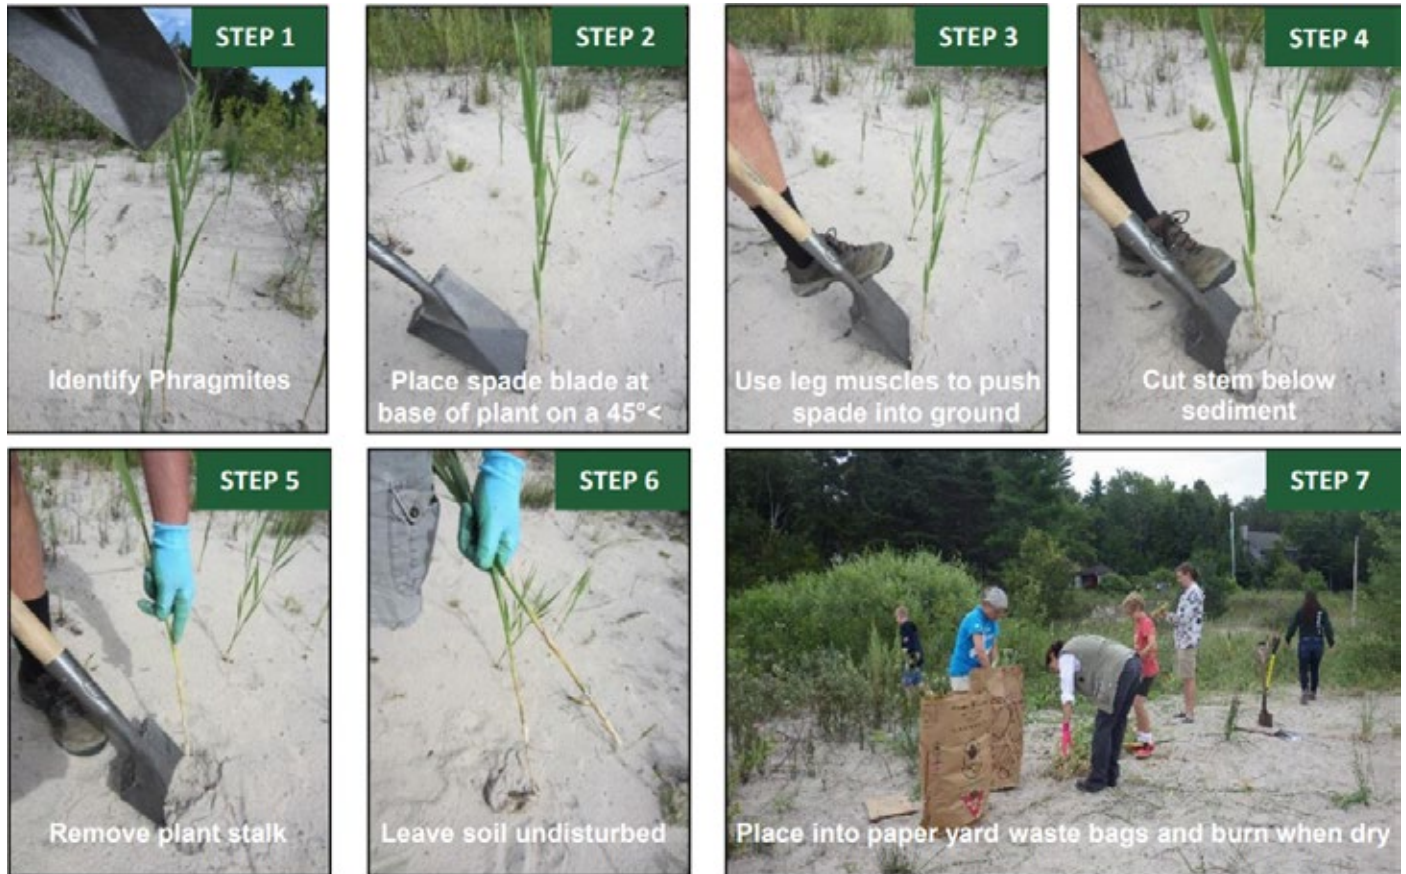 STEP 1
Identify Phragmites
STEP 2
Place spade blade at
base of plant on a 45°<
STEP 3
Use leg muscles to push
spade into ground
STEP 4
Cut stem below
sediment
STEP 5
Remove plant stalk
STEP 6
Leave soil undisturbed
STEP 7
Place into paper yard waste bags and burn when dry